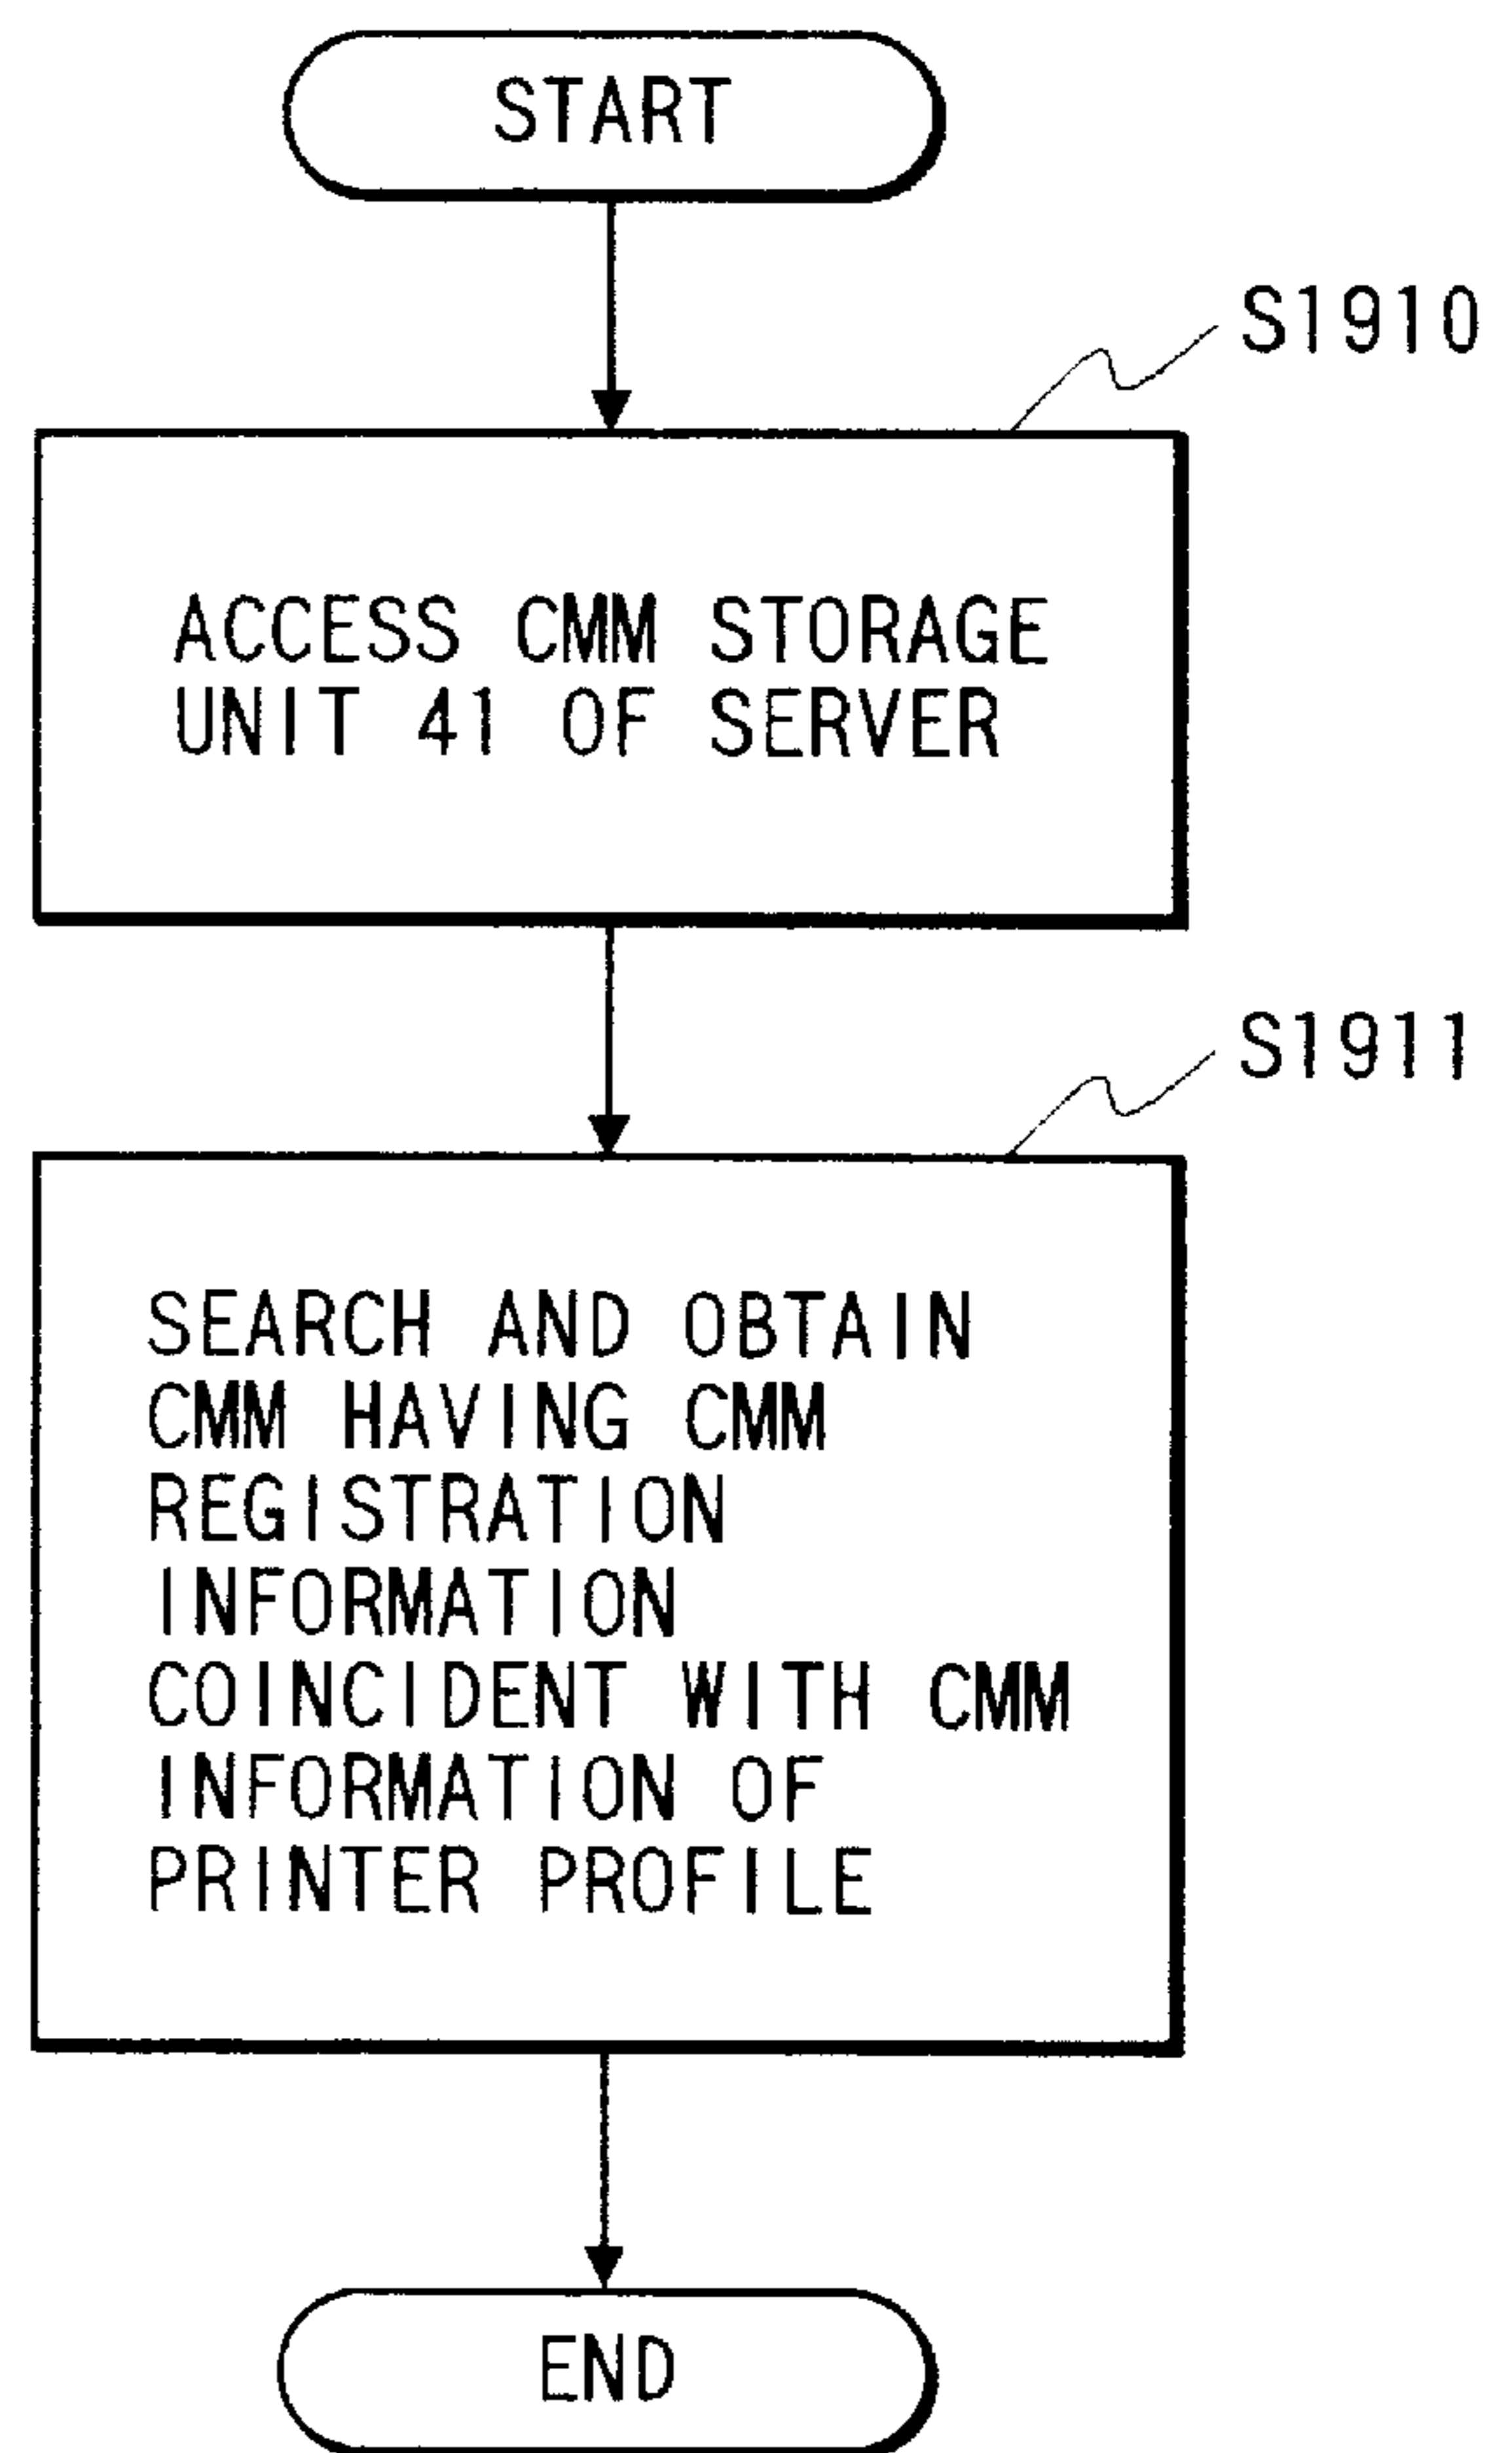 START
S1910
ACCESS CMM STORAGE
UNIT 41 OF SERVER
S1911
SEARCH AND OBTAIN
CMM HAVING CMM
REGISTRATION
INFORMATION
COINCIDENT WITH CMM
INFORMATION OF
PRINTER PROFILE
END